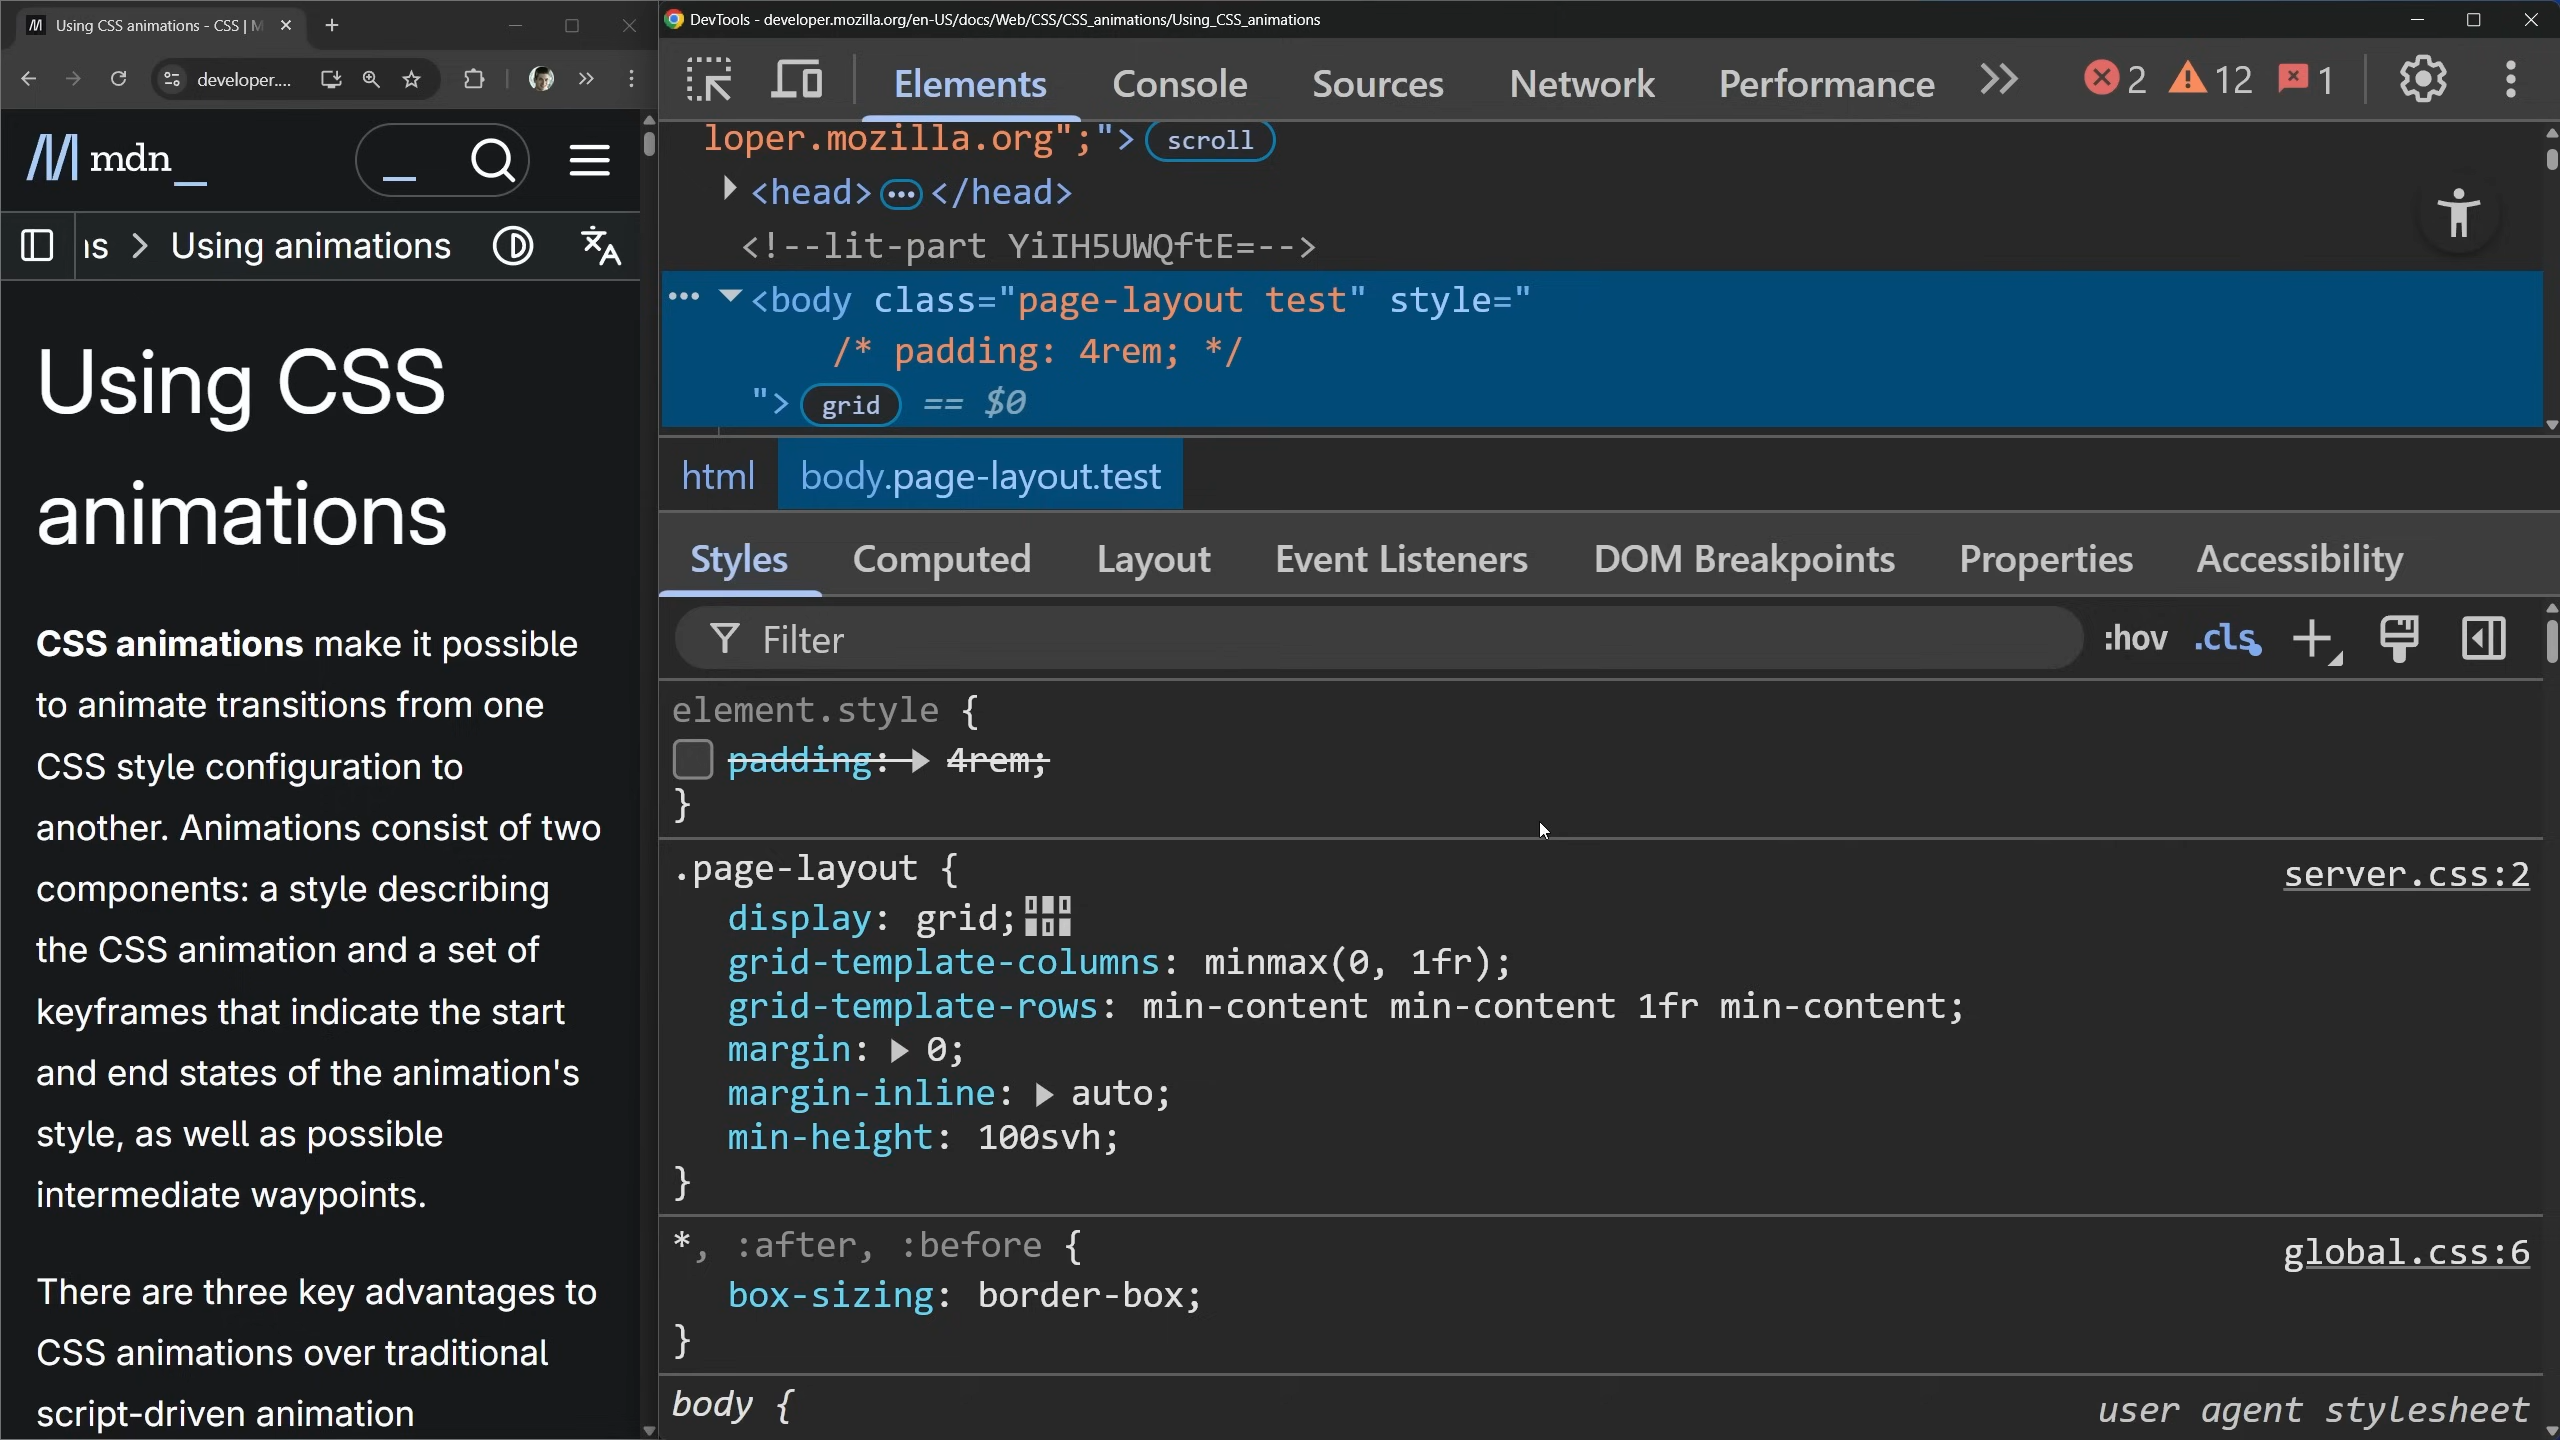 Using CSS animations - CSS | M
developer....
mdn_
ıs > Using animations
Using CSS
animations
CSS animations make it possible
to animate transitions from one
CSS style configuration to
another. Animations consist of two
components: a style describing
the CSS animation and a set of
keyframes that indicate the start
and end states of the animation's
style, as well as possible
intermediate waypoints.
There are three key advantages to
CSS animations over traditional
script-driven animation
DevTools - developer.mozilla.org/en-US/docs/Web/CSS/CSS_animations/Using_CSS_animations
Elements Console Sources Network Performance 2 12 1
loper.mozilla.org";"> scroll
<head> ... </head>
<!--lit-part YiIH5UWQftE=-->
... <body class="page-layout test" style="
/* padding: 4rem; */
"> grid == $0
html body.page-layout.test
Styles Computed Layout Event Listeners DOM Breakpoints Properties Accessibility
Filter :hov .cls
element.style {
padding: 4rem;
}
.page-layout { server.css:2
display: grid;
grid-template-columns: minmax(0, 1fr);
grid-template-rows: min-content min-content 1fr min-content;
margin: 0;
margin-inline: auto;
min-height: 100svh;
}
*, :after, :before { global.css:6
box-sizing: border-box;
}
body { user agent stylesheet